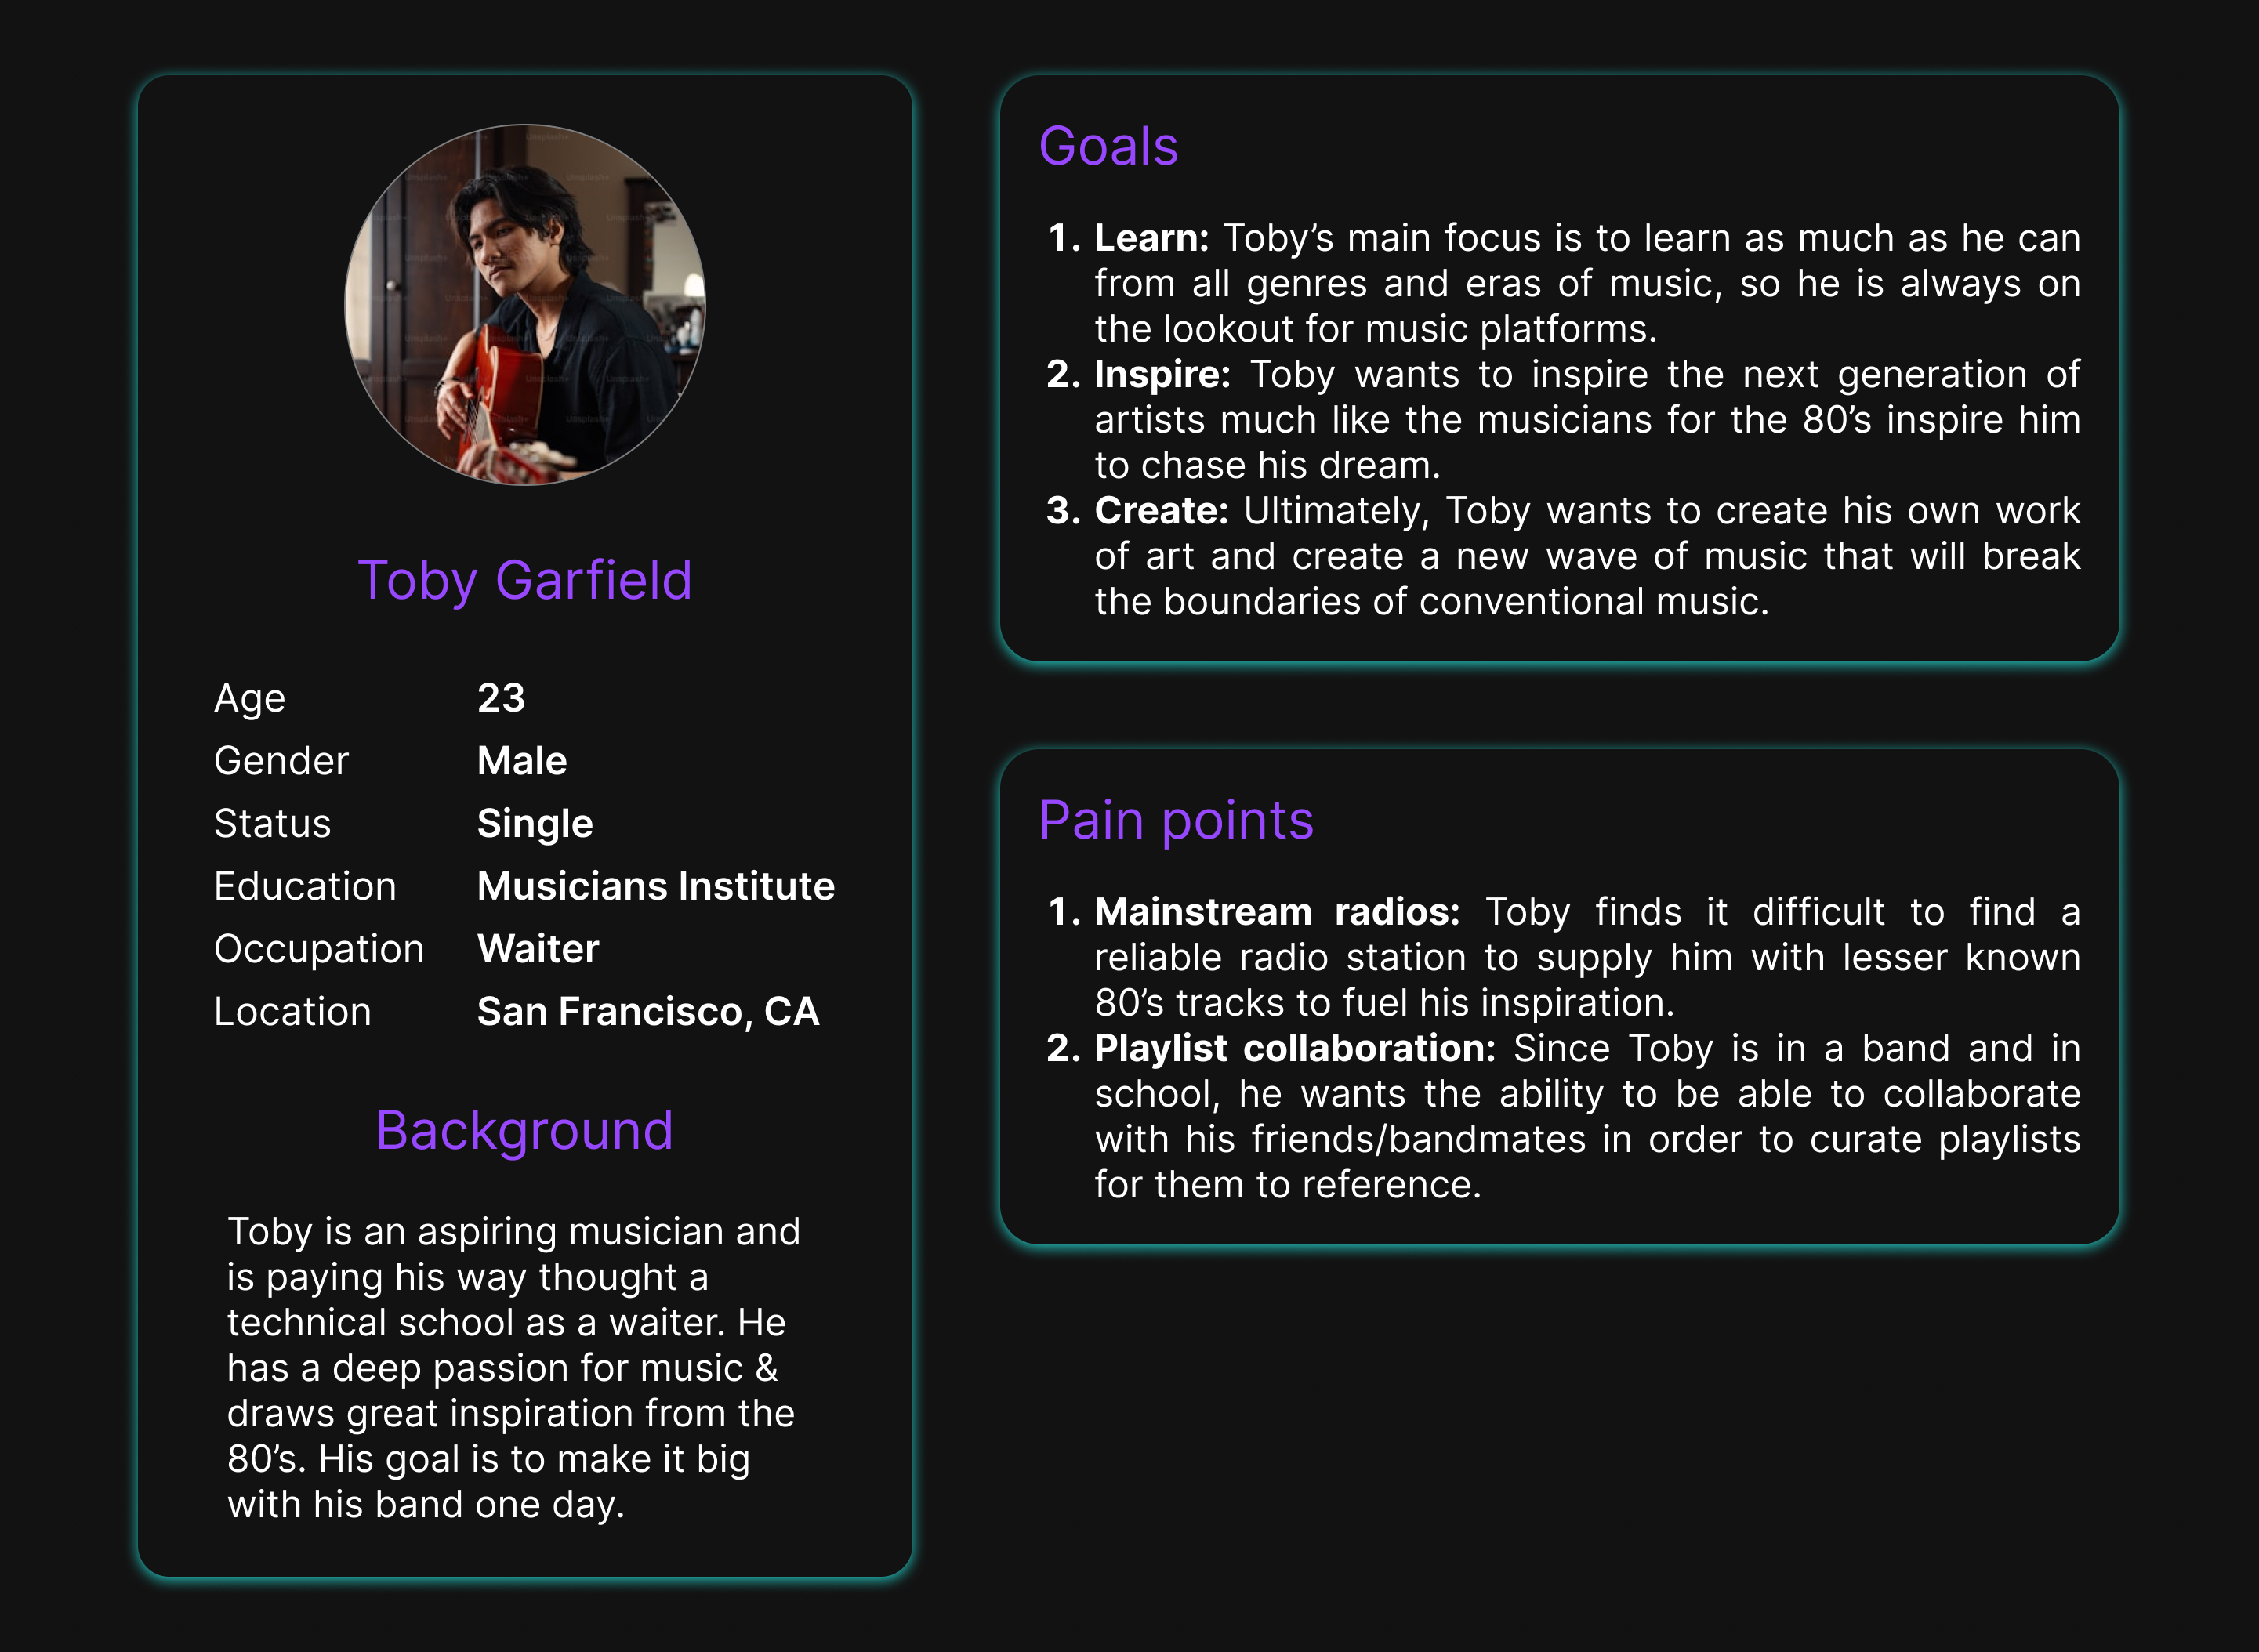 Toby Garfield
Age 23
Gender Male
Status Single
Education Musicians Institute
Occupation Waiter
Location San Francisco, CA
Background
Toby is an aspiring musician and
is paying his way thought a
technical school as a waiter. He
has a deep passion for music &
draws great inspiration from the
80’s. His goal is to make it big
with his band one day.
Goals
1. Learn: Toby’s main focus is to learn as much as he can
from all genres and eras of music, so he is always on
the lookout for music platforms.
2. Inspire: Toby wants to inspire the next generation of
artists much like the musicians for the 80’s inspire him
to chase his dream.
3. Create: Ultimately, Toby wants to create his own work
of art and create a new wave of music that will break
the boundaries of conventional music.
Pain points
1. Mainstream radios: Toby finds it difficult to find a
reliable radio station to supply him with lesser known
80’s tracks to fuel his inspiration.
2. Playlist collaboration: Since Toby is in a band and in
school, he wants the ability to be able to collaborate
with his friends/bandmates in order to curate playlists
for them to reference.